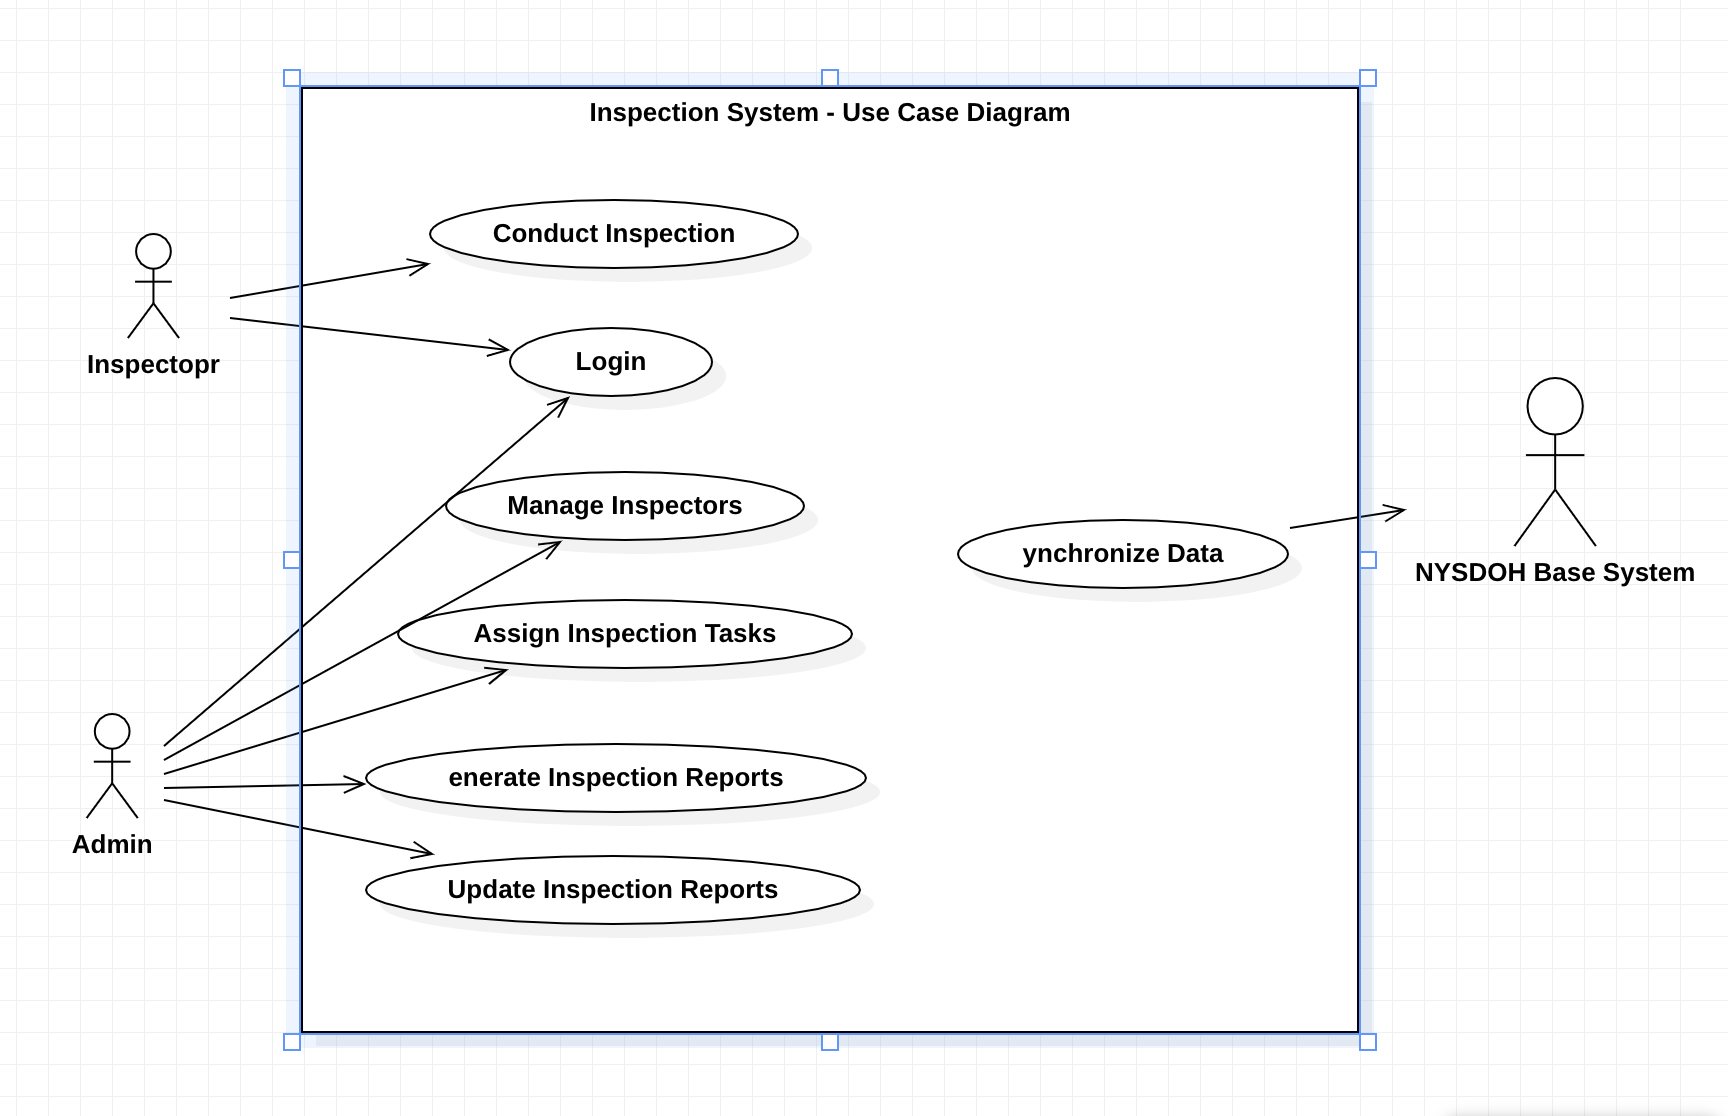 Inspection System - Use Case Diagram
Conduct Inspection
Inspectopr
Login
Manage Inspectors
ynchronize Data
NYSDOH Base System
Assign Inspection Tasks
enerate Inspection Reports
Admin
Update Inspection Reports